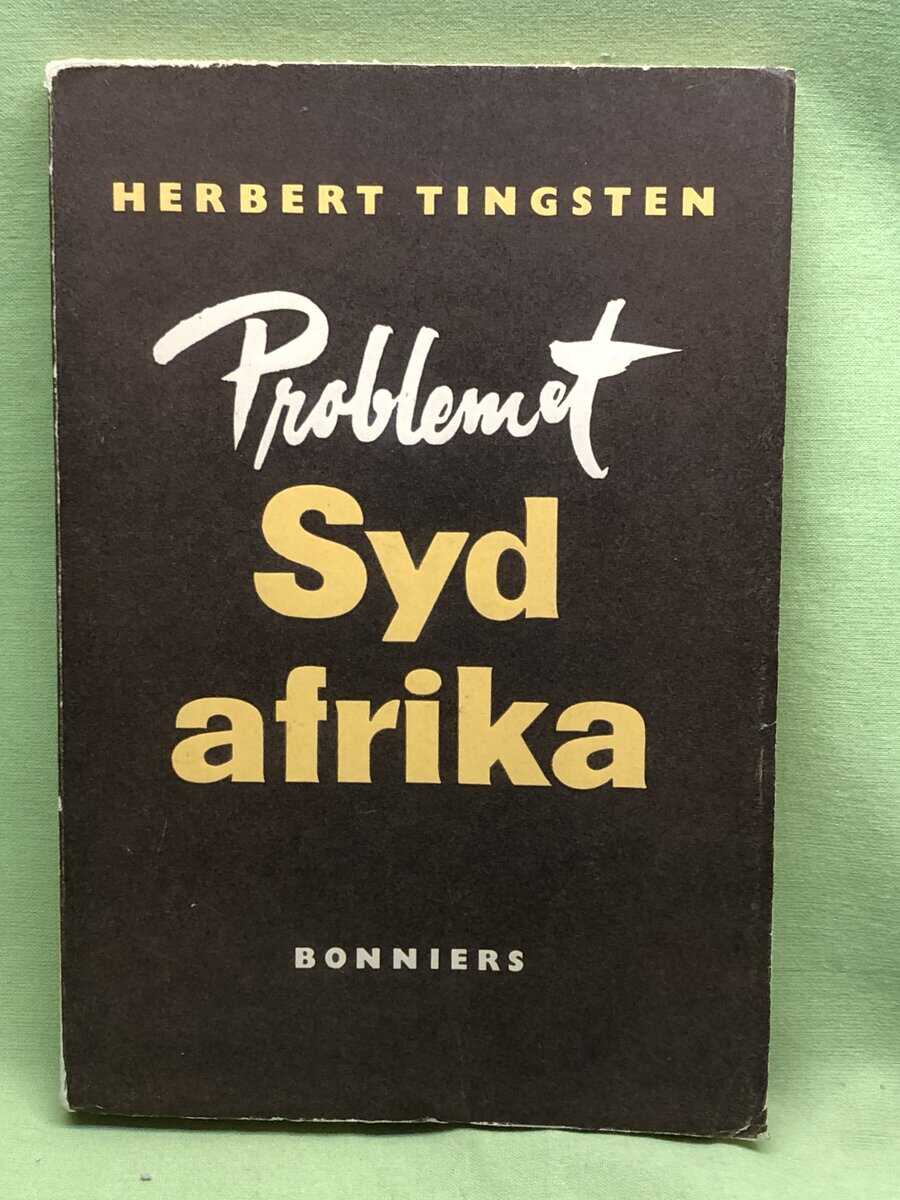 HERBERT TINGSTEN
Problemet
Syd
afrika
BONNIERS